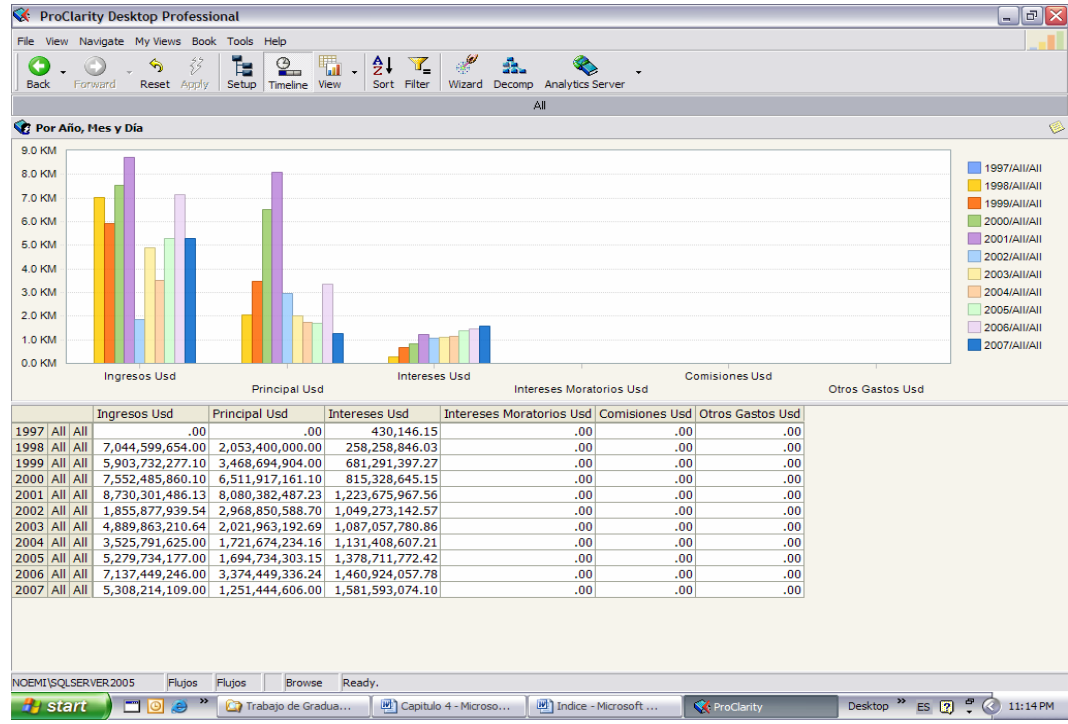 ProClarity Desktop Professional
File View Navigate My Views Book Tools Help
Back Forward Reset Apply Setup Timeline View Sort Filter Wizard Decomp Analytics Server
All
Por Año, Mes y Día
9.0 KM
8.0 KM
7.0 KM
6.0 KM
5.0 KM
4.0 KM
3.0 KM
2.0 KM
1.0 KM
0.0 KM
Ingresos Usd
Principal Usd
Intereses Usd
Intereses Moratorios Usd
Comisiones Usd
Otros Gastos Usd
1997/All/All
1998/All/All
1999/All/All
2000/All/All
2001/All/All
2002/All/All
2003/All/All
2004/All/All
2005/All/All
2006/All/All
2007/All/All
Ingresos Usd Principal Usd Intereses Usd Intereses Moratorios Usd Comisiones Usd Otros Gastos Usd
1997 All All .00 .00 430,146.15 .00 .00 .00
1998 All All 7,044,599,654.00 2,053,400,000.00 258,258,846.03 .00 .00 .00
1999 All All 5,903,732,277.10 3,468,694,904.00 681,291,397.27 .00 .00 .00
2000 All All 7,552,485,860.10 6,511,917,161.10 815,328,645.15 .00 .00 .00
2001 All All 8,730,301,486.13 8,080,382,487.23 1,223,675,967.56 .00 .00 .00
2002 All All 1,855,877,939.54 2,968,850,588.70 1,049,273,142.57 .00 .00 .00
2003 All All 4,889,863,210.64 2,021,963,192.69 1,087,057,780.86 .00 .00 .00
2004 All All 3,525,791,625.00 1,721,674,234.16 1,131,408,607.21 .00 .00 .00
2005 All All 5,279,734,177.00 1,694,734,303.15 1,378,711,772.42 .00 .00 .00
2006 All All 7,137,449,246.00 3,374,449,336.24 1,460,924,057.78 .00 .00 .00
2007 All All 5,308,214,109.00 1,251,444,606.00 1,581,593,074.10 .00 .00 .00
NOEMI\SQLSERVER2005 Flujos Flujos Browse Ready.
start » Trabajo de Gradua... Capitulo 4 - Microso... Indice - Microsoft ... ProClarity Desktop » ES 11:14 PM